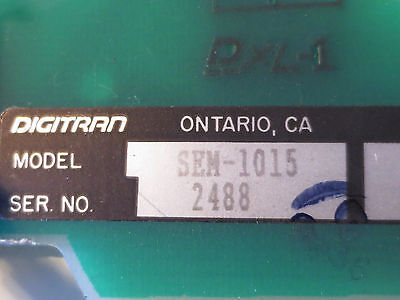 DXL-1
DIGITRAN ONTARIO, CA
MODEL SEM-1015
SER. NO. 2488